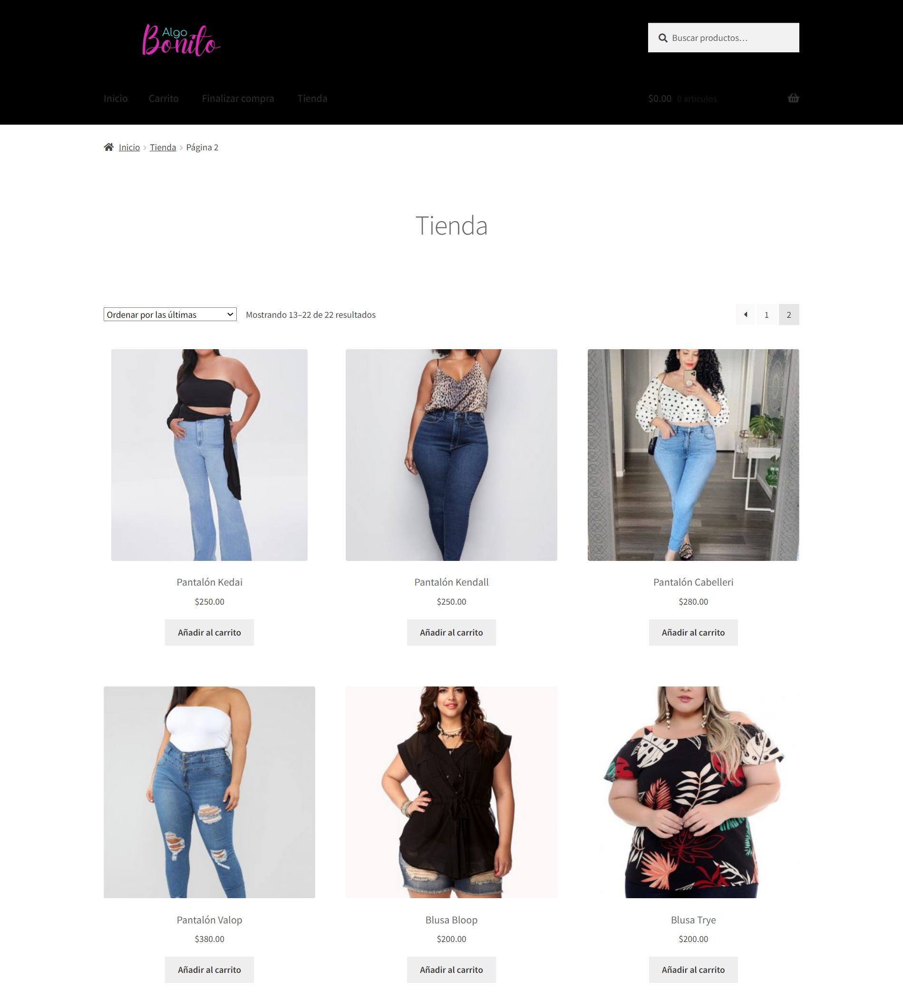 Algo
Bonito
Buscar productos…
Inicio Carrito Finalizar compra Tienda
$0.00 0 artículos
Inicio Tienda Página 2
Tienda
Ordenar por las últimas Mostrando 13–22 de 22 resultados 1 2
Pantalón Kedai
$250.00
Añadir al carrito
Pantalón Kendall
$250.00
Añadir al carrito
Pantalón Cabelleri
$280.00
Añadir al carrito
Pantalón Valop
$380.00
Añadir al carrito
Blusa Bloop
$200.00
Añadir al carrito
Blusa Trye
$200.00
Añadir al carrito